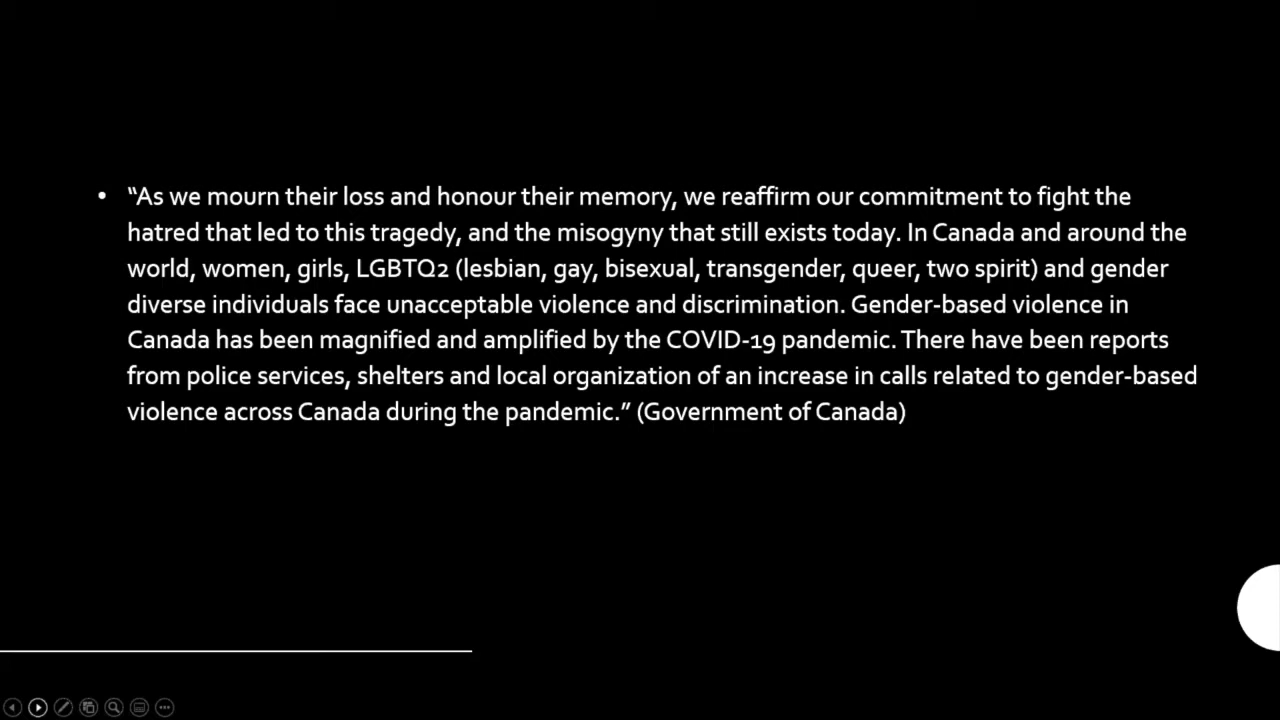 • “As we mourn their loss and honour their memory, we reaffirm our commitment to fight the
hatred that led to this tragedy, and the misogyny that still exists today. In Canada and around the
world, women, girls, LGBTQ2 (lesbian, gay, bisexual, transgender, queer, two spirit) and gender
diverse individuals face unacceptable violence and discrimination. Gender-based violence in
Canada has been magnified and amplified by the COVID-19 pandemic. There have been reports
from police services, shelters and local organization of an increase in calls related to gender-based
violence across Canada during the pandemic.” (Government of Canada)